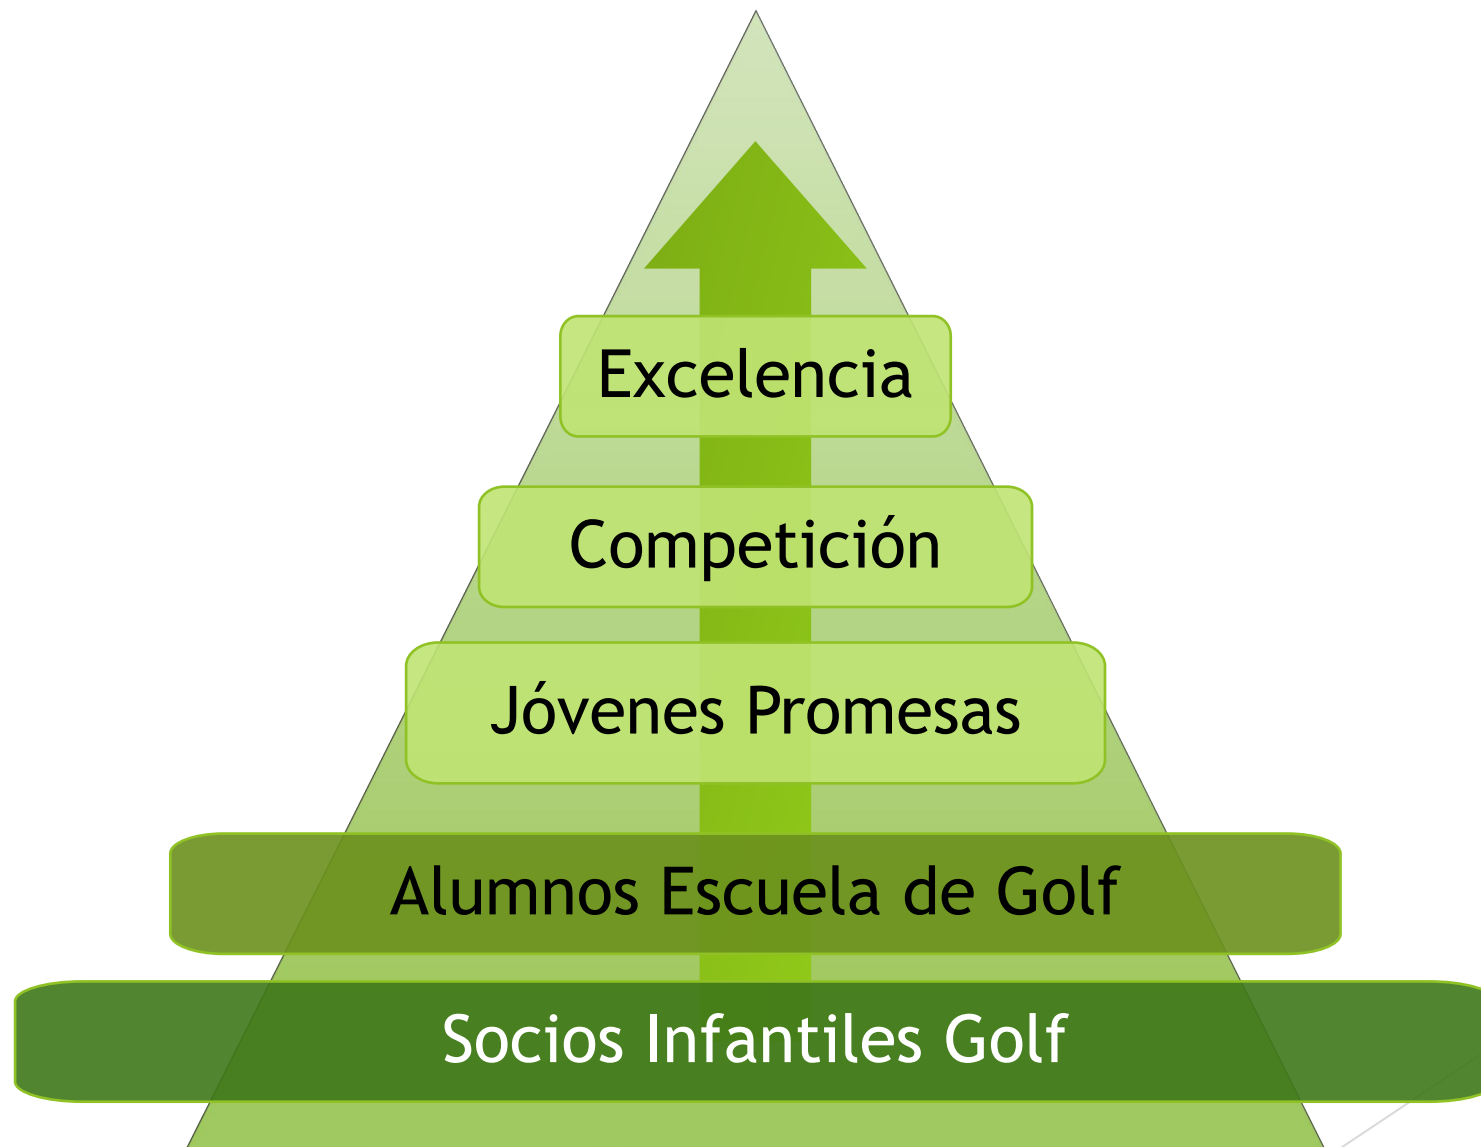 Excelencia
Competición
Jóvenes Promesas
Alumnos Escuela de Golf
Socios Infantiles Golf